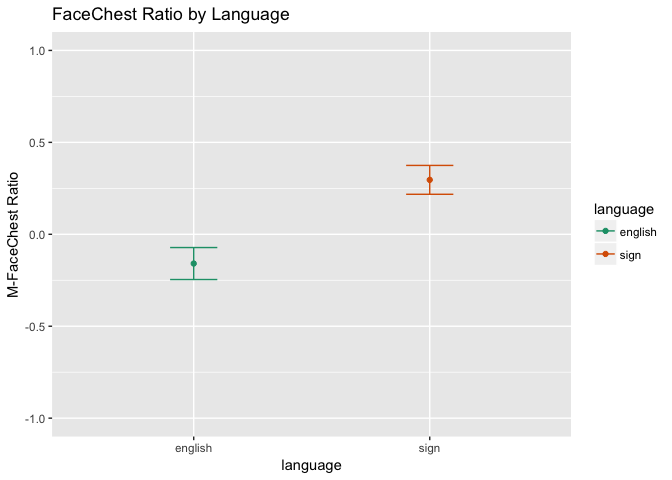 FaceChest Ratio by Language
M-FaceChest Ratio
1.0
0.5
0.0
-0.5
-1.0
english
sign
language
language
english
sign